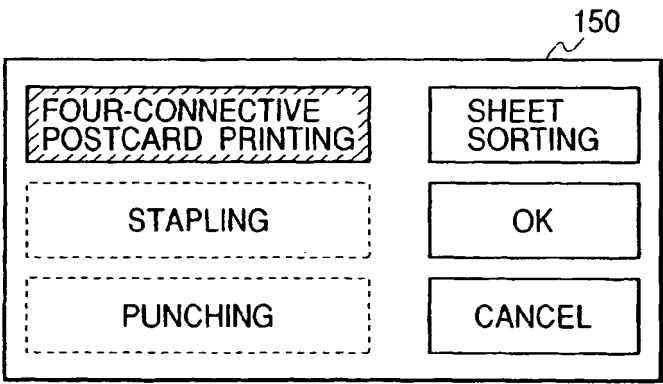 150
FOUR-CONNECTIVE
POSTCARD PRINTING
SHEET
SORTING
STAPLING
OK
PUNCHING
CANCEL